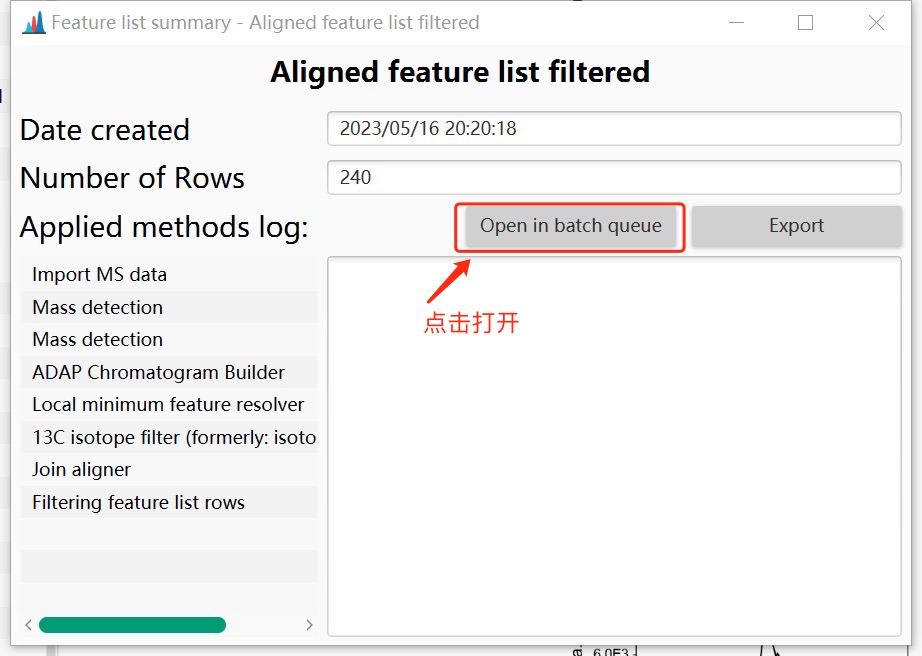 Feature list summary - Aligned feature list filtered
Aligned feature list filtered
Date created
2023/05/16 20:20:18
Number of Rows
240
Applied methods log:
Open in batch queue
Export
Import MS data
Mass detection
Mass detection
ADAP Chromatogram Builder
Local minimum feature resolver
13C isotope filter (formerly: isoto
Join aligner
Filtering feature list rows
点击打开
6.0E3